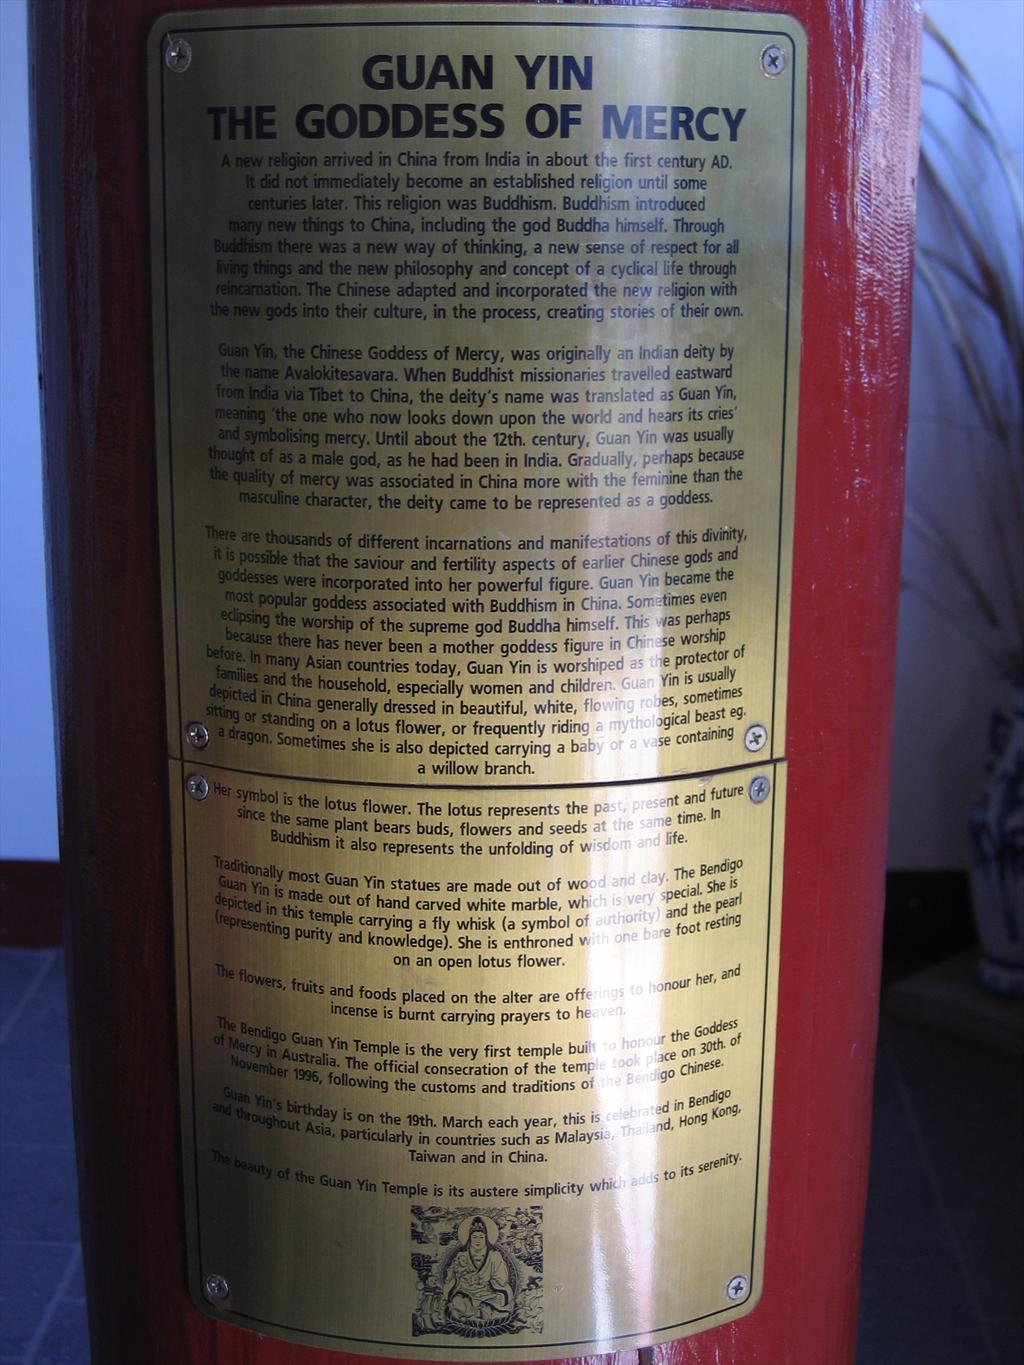 GUAN YIN
THE GODDESS OF MERCY
A new religion arrived in China from India in about the first century AD.
It did not immediately become an established religion until some
centuries later. This religion was Buddhism. Buddhism introduced
many new things to China, including the god Buddha himself. Through
Buddhism there was a new way of thinking, a new sense of respect for all
living things and the new philosophy and concept of a cyclical life through
reincarnation. The Chinese adapted and incorporated the new religion with
the new gods into their culture, in the process, creating stories of their own.
Guan Yin, the Chinese Goddess of Mercy, was originally an Indian deity by
the name Avalokitesavara. When Buddhist missionaries travelled eastward
from India via Tibet to China, the deity's name was translated as Guan Yin,
meaning 'the one who now looks down upon the world and hears its cries'
and symbolising mercy. Until about the 12th. century, Guan Yin was usually
thought of as a male god, as he had been in India. Gradually, perhaps because
the quality of mercy was associated in China more with the feminine than the
masculine character, the deity came to be represented as a goddess.
There are thousands of different incarnations and manifestations of this divinity,
it is possible that the saviour and fertility aspects of earlier Chinese gods and
goddesses were incorporated into her powerful figure. Guan Yin became the
most popular goddess associated with Buddhism in China. Sometimes even
eclipsing the worship of the supreme god Buddha himself. This was perhaps
because there has never been a mother goddess figure in Chinese worship
before. In many Asian countries today, Guan Yin is worshiped as the protector of
families and the household, especially women and children. Guan Yin is usually
depicted in China generally dressed in beautiful, white, flowing robes, sometimes
sitting or standing on a lotus flower, or frequently riding a mythological beast eg.
a dragon. Sometimes she is also depicted carrying a baby or a vase containing
a willow branch.
Her symbol is the lotus flower. The lotus represents the past, present and future
since the same plant bears buds, flowers and seeds at the same time. In
Buddhism it also represents the unfolding of wisdom and life.
Traditionally most Guan Yin statues are made out of wood and clay. The Bendigo
Guan Yin is made out of hand carved white marble, which is very special. She is
depicted in this temple carrying a fly whisk (a symbol of authority) and the pearl
(representing purity and knowledge). She is enthroned with one bare foot resting
on an open lotus flower.
The flowers, fruits and foods placed on the alter are offerings to honour her, and
incense is burnt carrying prayers to heaven.
The Bendigo Guan Yin Temple is the very first temple built to honour the Goddess
of Mercy in Australia. The official consecration of the temple took place on 30th. of
November 1996, following the customs and traditions of the Bendigo Chinese.
Guan Yin's birthday is on the 19th. March each year, this is celebrated in Bendigo
and throughout Asia, particularly in countries such as Malaysia, Thailand, Hong Kong,
Taiwan and in China.
The beauty of the Guan Yin Temple is its austere simplicity which adds to its serenity.